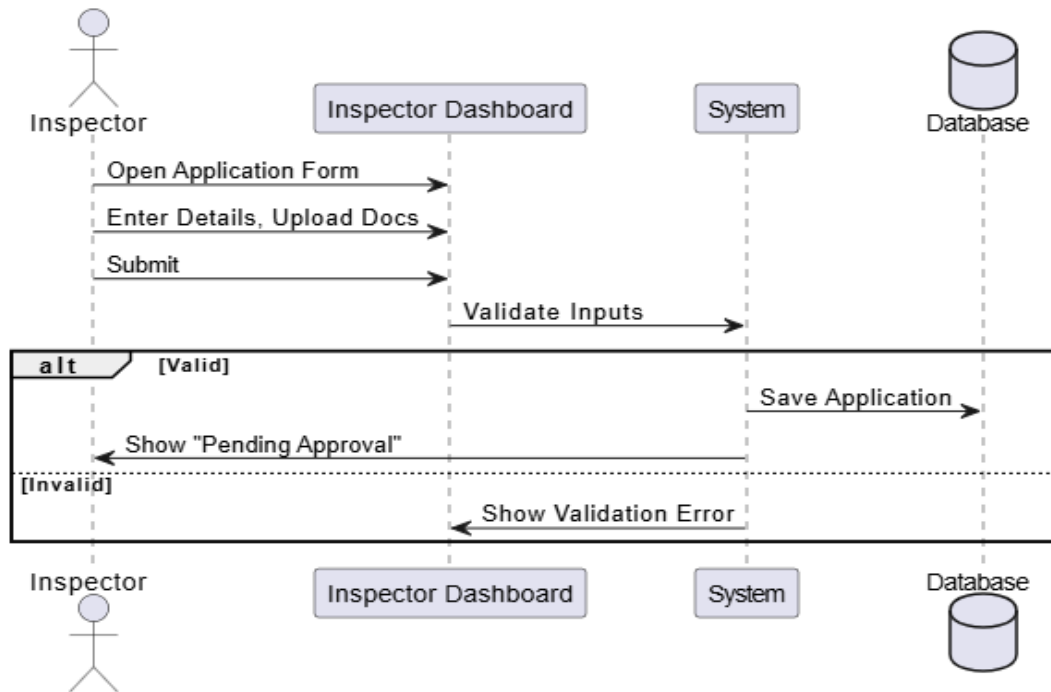 Inspector
Inspector Dashboard
System
Database
Open Application Form
Enter Details, Upload Docs
Submit
Validate Inputs
alt
[Valid]
Save Application
Show "Pending Approval"
[Invalid]
Show Validation Error
Inspector
Inspector Dashboard
System
Database